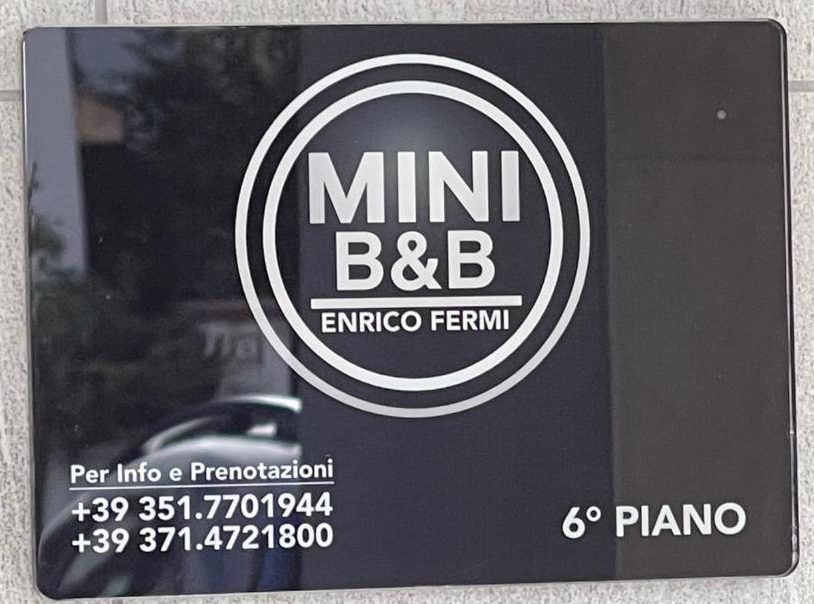 MINI
B&B
ENRICO FERMI
Per Info e Prenotazioni
+39 351.7701944
+39 371.4721800
6° PIANO